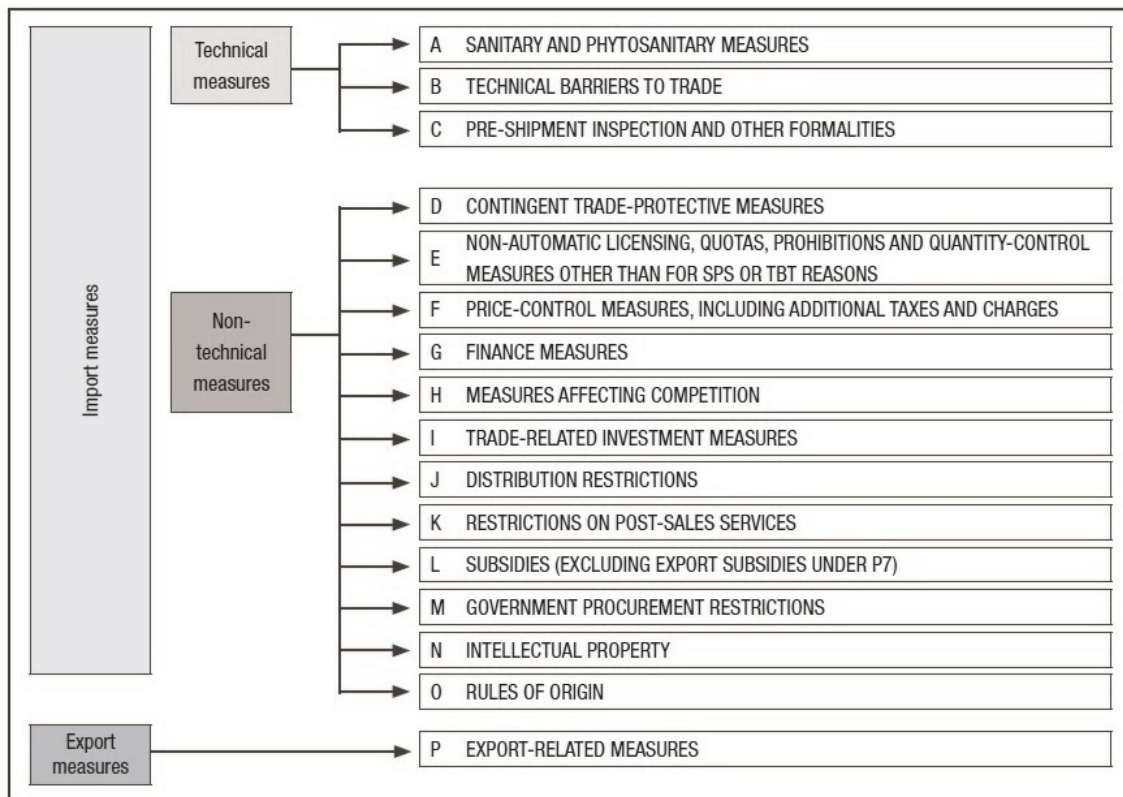 Import measures
Technical
measures
A SANITARY AND PHYTOSANITARY MEASURES
B TECHNICAL BARRIERS TO TRADE
C PRE-SHIPMENT INSPECTION AND OTHER FORMALITIES
Non-
technical
measures
D CONTINGENT TRADE-PROTECTIVE MEASURES
E NON-AUTOMATIC LICENSING, QUOTAS, PROHIBITIONS AND QUANTITY-CONTROL
MEASURES OTHER THAN FOR SPS OR TBT REASONS
F PRICE-CONTROL MEASURES, INCLUDING ADDITIONAL TAXES AND CHARGES
G FINANCE MEASURES
H MEASURES AFFECTING COMPETITION
I TRADE-RELATED INVESTMENT MEASURES
J DISTRIBUTION RESTRICTIONS
K RESTRICTIONS ON POST-SALES SERVICES
L SUBSIDIES (EXCLUDING EXPORT SUBSIDIES UNDER P7)
M GOVERNMENT PROCUREMENT RESTRICTIONS
N INTELLECTUAL PROPERTY
O RULES OF ORIGIN
Export
measures
P EXPORT-RELATED MEASURES